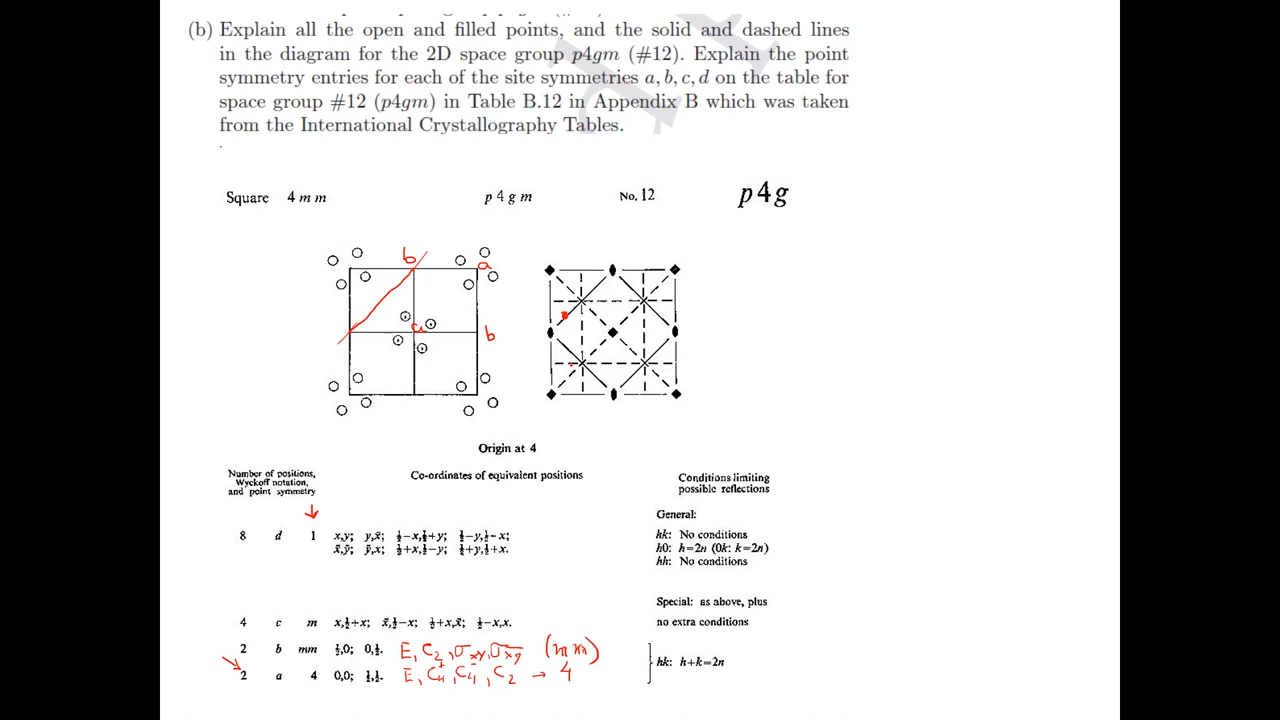 (b) Explain all the open and filled points, and the solid and dashed lines
in the diagram for the 2D space group p4gm (#12). Explain the point
symmetry entries for each of the site symmetries a, b, c, d on the table for
space group #12 (p4gm) in Table B.12 in Appendix B which was taken
from the International Crystallography Tables.
Square 4 m m p 4 g m No. 12 p4g
b
a
a
b
Origin at 4
Number of positions,
Wyckoff notation,
and point symmetry
Co-ordinates of equivalent positions
Conditions limiting
possible reflections
General:
8 d 1 x,y; y,x̄; ½−x,½+y; ½−y,½−x; hk: No conditions
x̄,ȳ; ȳ,x; ½+x,½−y; ½+y,½+x. h0: h=2n (0k: k=2n)
hh: No conditions
Special: as above, plus
4 c m x,½+x; x̄,½−x; ½+x,x̄; ½−x,x. no extra conditions
2 b mm ½,0; 0,½. E, C₂, σxy, σxy (mm)
hk: h+k=2n
2 a 4 0,0; ½,½. E, C₄⁺, C₄⁻, C₂ → 4